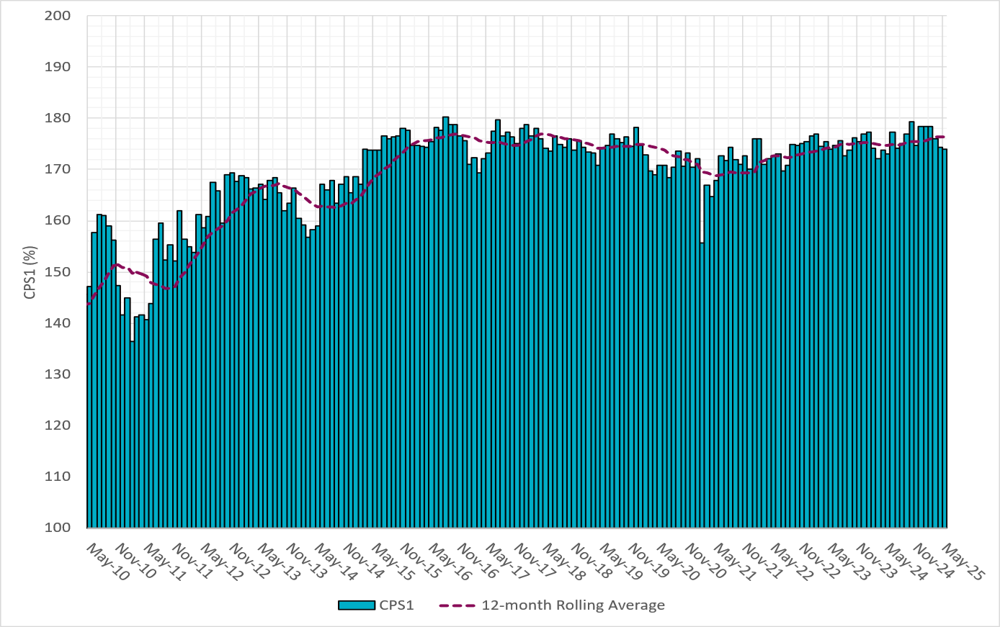 200
190
180
170
160
150
140
130
120
110
100
CPS1 (%)
May-10
Nov-10
May-11
Nov-11
May-12
Nov-12
May-13
Nov-13
May-14
Nov-14
May-15
Nov-15
May-16
Nov-16
May-17
Nov-17
May-18
Nov-18
May-19
Nov-19
May-20
Nov-20
May-21
Nov-21
May-22
Nov-22
May-23
Nov-23
May-24
Nov-24
May-25
CPS1
12-month Rolling Average